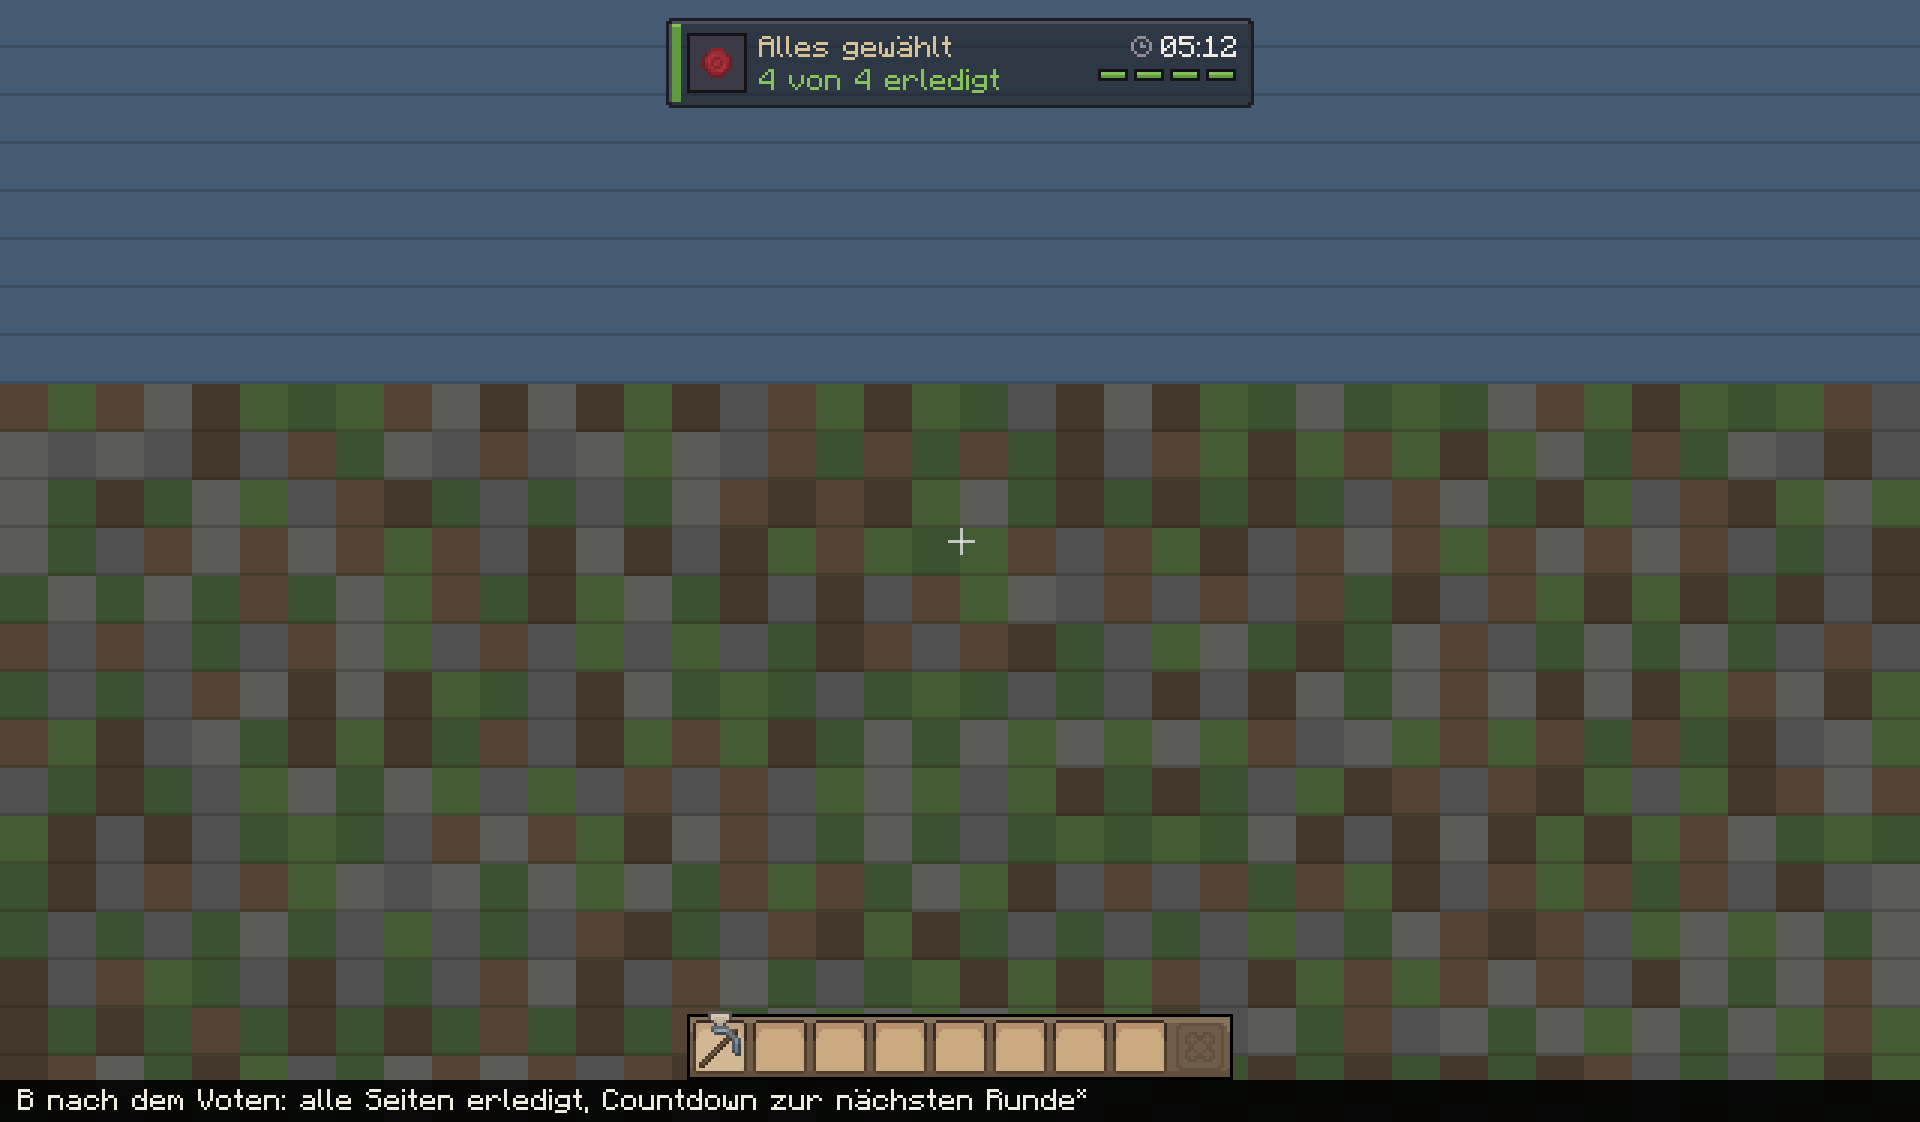 Alles gewählt
05:12
4 von 4 erledigt
B nach dem Voten: alle Seiten erledigt, Countdown zur nächsten Runde*